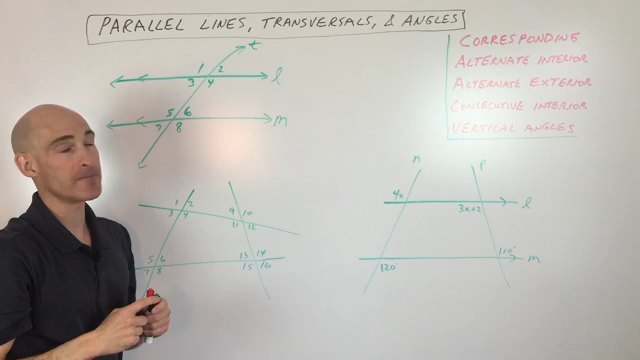 PARALLEL LINES, TRANSVERSALS, & ANGLES
CORRESPONDING
ALTERNATE INTERIOR
ALTERNATE EXTERIOR
CONSECUTIVE INTERIOR
VERTICAL ANGLES
t
1 2
3 4
l
5 6
7 8
m
1 2
3 4
9 10
11 12
5 6
7 8
13 14
15 16
n
p
4x
3x+2
l
120°
110°
m